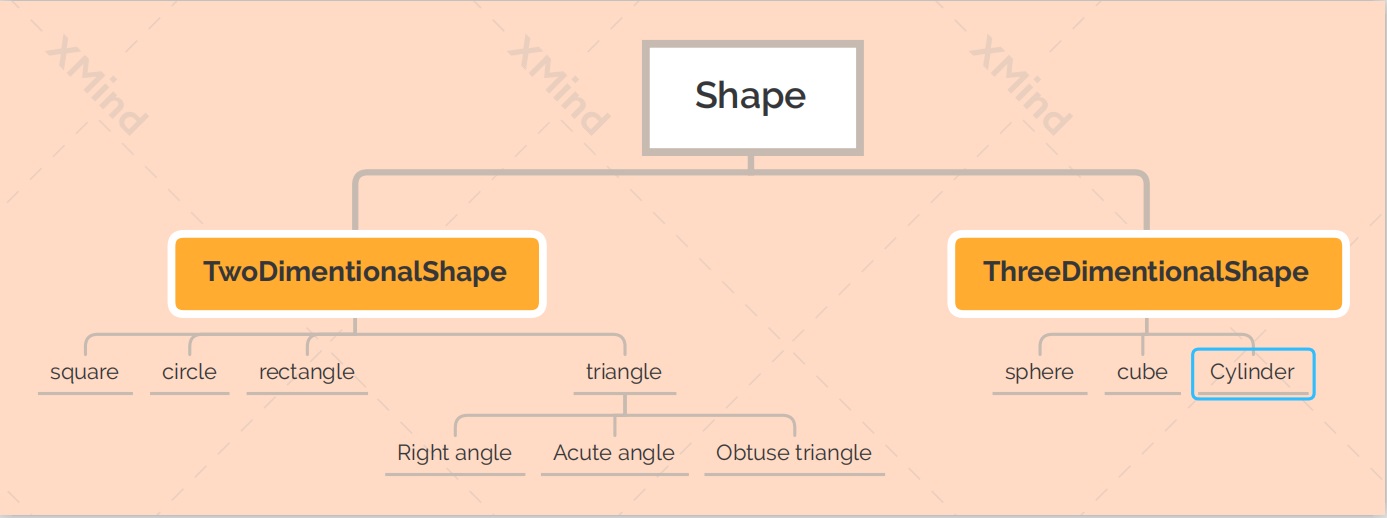 XMind XMind XMind
Shape
TwoDimentionalShape ThreeDimentionalShape
square circle rectangle triangle sphere cube Cylinder
Right angle Acute angle Obtuse triangle